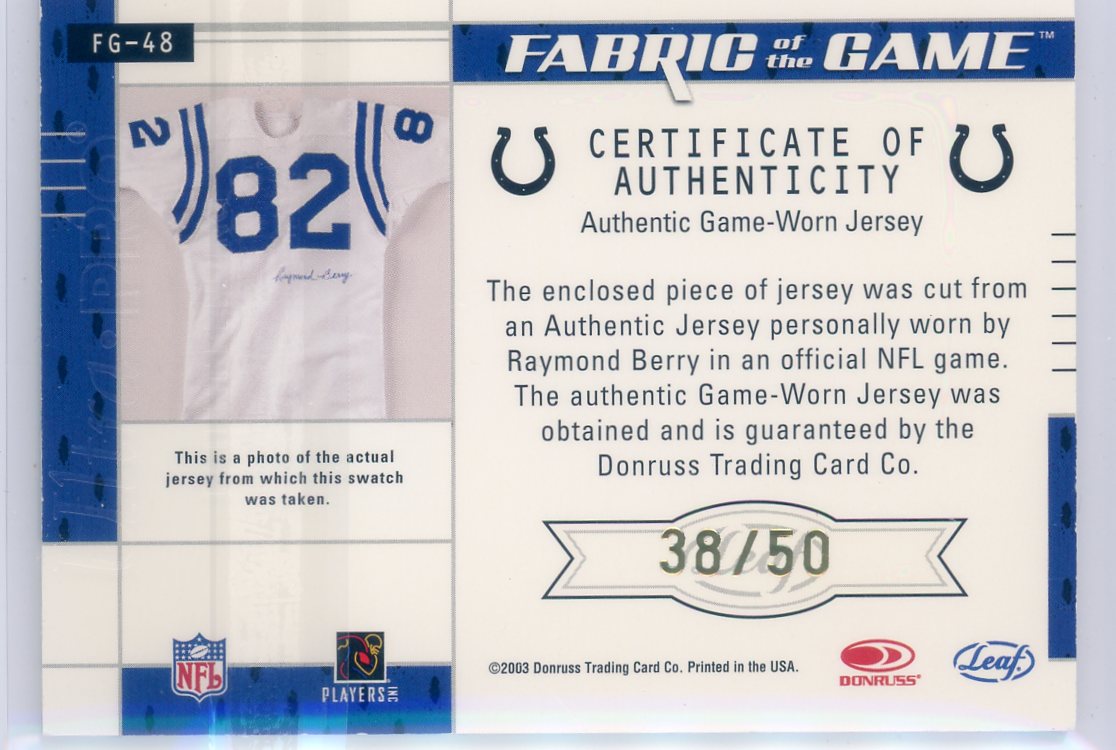 FG-48
FABRIC of the GAME™
82
82
8
Raymond Berry
CERTIFICATE OF
AUTHENTICITY
Authentic Game-Worn Jersey
The enclosed piece of jersey was cut from
an Authentic Jersey personally worn by
Raymond Berry in an official NFL game.
The authentic Game-Worn Jersey was
obtained and is guaranteed by the
Donruss Trading Card Co.
This is a photo of the actual
jersey from which this swatch
was taken.
Leaf
38/50
NFL
PLAYERS INC
©2003 Donruss Trading Card Co. Printed in the USA.
DONRUSS®
Leaf